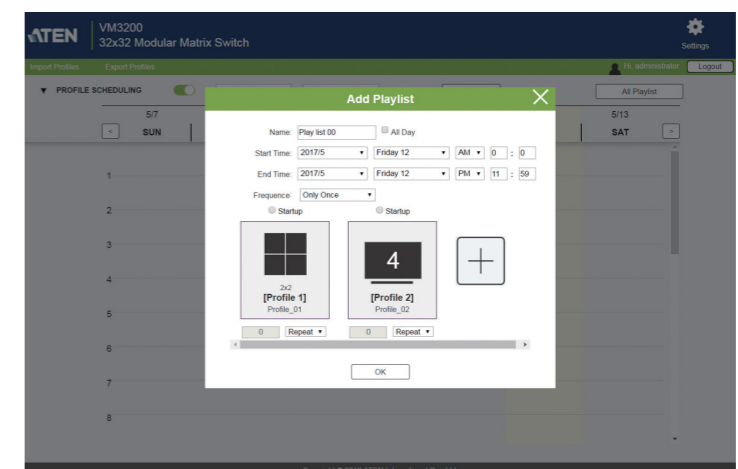 ATEN
VM3200
32x32 Modular Matrix Switch
Settings
Import Profiles Export Profiles
Hi, administrator Logout
▼ PROFILE SCHEDULING
All Playlist
Add Playlist
5/7 5/13
< SUN SAT >
Name: Play list 00 All Day
Start Time: 2017/5 Friday 12 AM 0 : 0
End Time: 2017/5 Friday 12 PM 11 : 59
Frequence: Only Once
Startup Startup
4
2x2
[Profile 1] [Profile 2]
Profile_01 Profile_02
0 Repeat 0 Repeat
OK
1
2
3
4
5
6
7
8